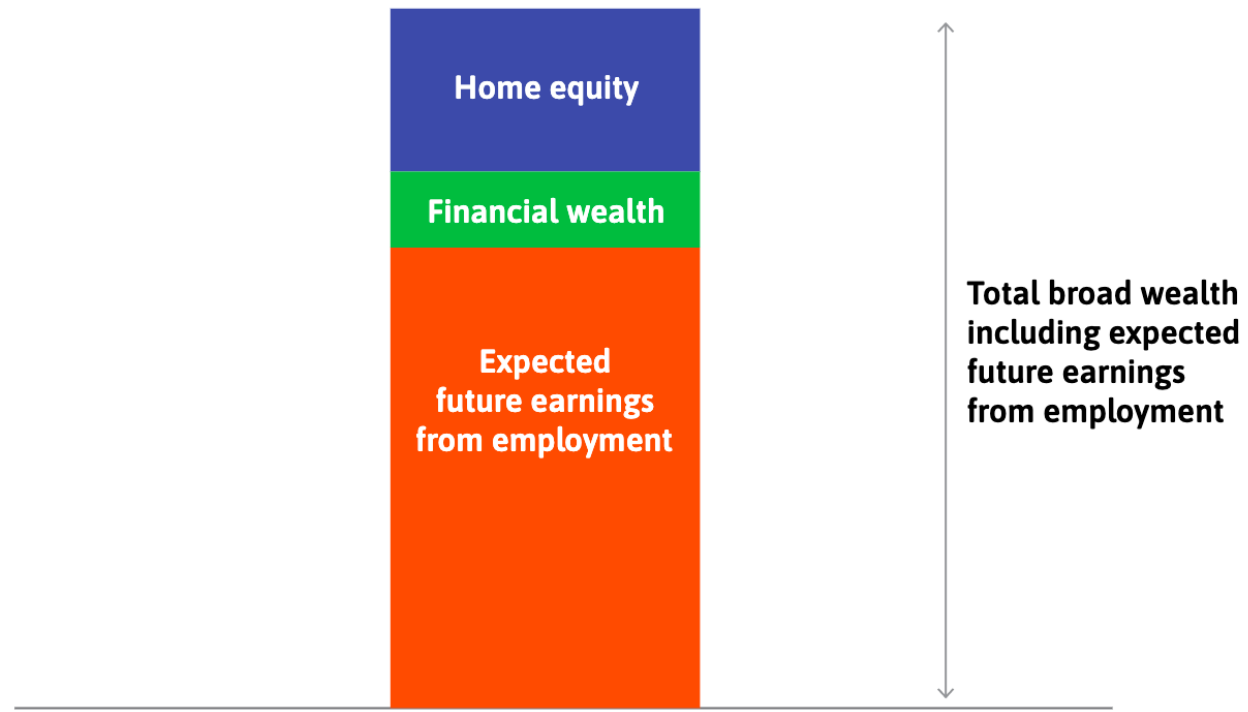 Home equity
Financial wealth
Expected
future earnings
from employment
Total broad wealth
including expected
future earnings
from employment